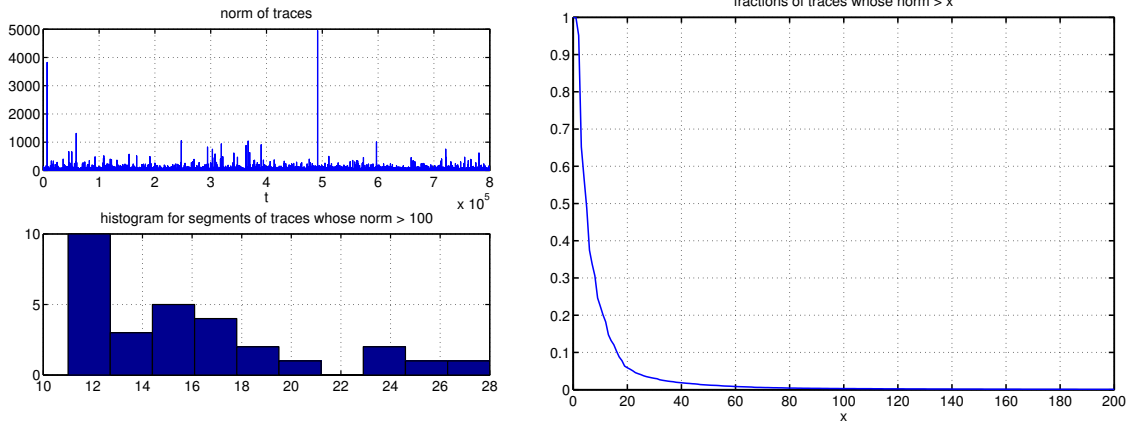 norm of traces
5000
4000
3000
2000
1000
0
0 1 2 3 4 5 6 7 8
t
x 10^5
histogram for segments of traces whose norm > 100
10
5
0
10 12 14 16 18 20 22 24 26 28
fractions of traces whose norm > x
1
0.9
0.8
0.7
0.6
0.5
0.4
0.3
0.2
0.1
0
0 20 40 60 80 100 120 140 160 180 200
x